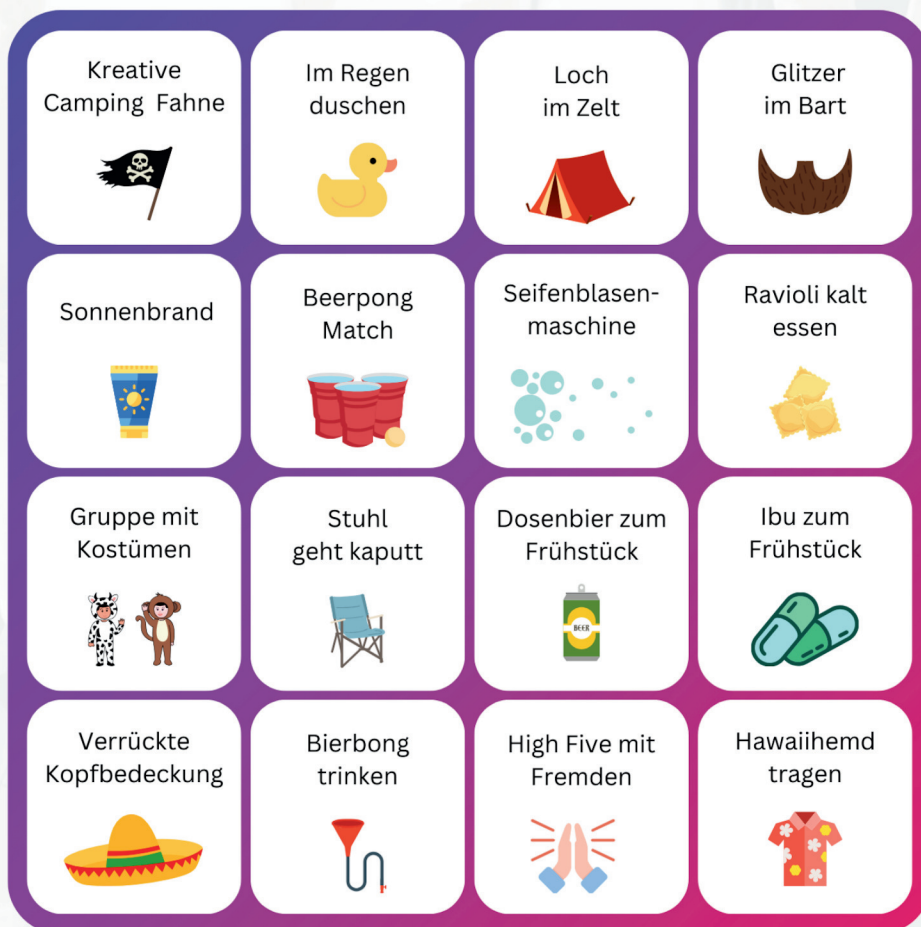 Kreative
Camping Fahne
Im Regen
duschen
Loch
im Zelt
Glitzer
im Bart
Sonnenbrand
Beerpong
Match
Seifenblasen-
maschine
Ravioli kalt
essen
Gruppe mit
Kostümen
Stuhl
geht kaputt
Dosenbier zum
Frühstück
BEER
Ibu zum
Frühstück
Verrückte
Kopfbedeckung
Bierbong
trinken
High Five mit
Fremden
Hawaiihemd
tragen